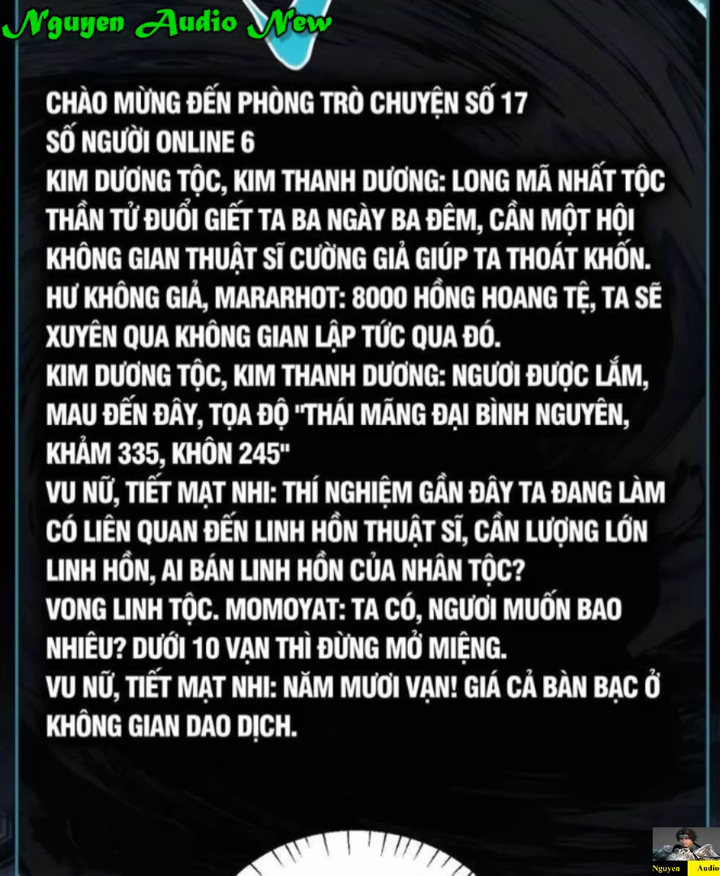 Nguyen Audio New
CHÀO MỪNG ĐẾN PHÒNG TRÒ CHUYỆN SỐ 17
SỐ NGƯỜI ONLINE 6
KIM DƯƠNG TỘC, KIM THANH DƯƠNG: LONG MÃ NHẤT TỘC
THẦN TỬ ĐUỔI GIẾT TA BA NGÀY BA ĐÊM, CẦN MỘT HỘI
KHÔNG GIAN THUẬT SĨ CƯỜNG GIẢ GIÚP TA THOÁT KHỐN.
HƯ KHÔNG GIẢ, MARARHOT: 8000 HỒNG HOANG TỆ, TA SẼ
XUYÊN QUA KHÔNG GIAN LẬP TỨC QUA ĐÓ.
KIM DƯƠNG TỘC, KIM THANH DƯƠNG: NGƯƠI ĐƯỢC LẮM,
MAU ĐẾN ĐÂY, TỌA ĐỘ "THÁI MÃNG ĐẠI BÌNH NGUYÊN,
KHẢM 335, KHÔN 245"
VU NỮ, TIẾT MẠT NHI: THÍ NGHIỆM GẦN ĐÂY TA ĐANG LÀM
CÓ LIÊN QUAN ĐẾN LINH HỒN THUẬT SĨ, CẦN LƯỢNG LỚN
LINH HỒN, AI BÁN LINH HỒN CỦA NHÂN TỘC?
VONG LINH TỘC. MOMOYAT: TA CÓ, NGƯƠI MUỐN BAO
NHIÊU? DƯỚI 10 VẠN THÌ ĐỪNG MỞ MIỆNG.
VU NỮ, TIẾT MẠT NHI: NĂM MƯƠI VẠN! GIÁ CẢ BÀN BẠC Ở
KHÔNG GIAN DAO DỊCH.
Nguyen Audio